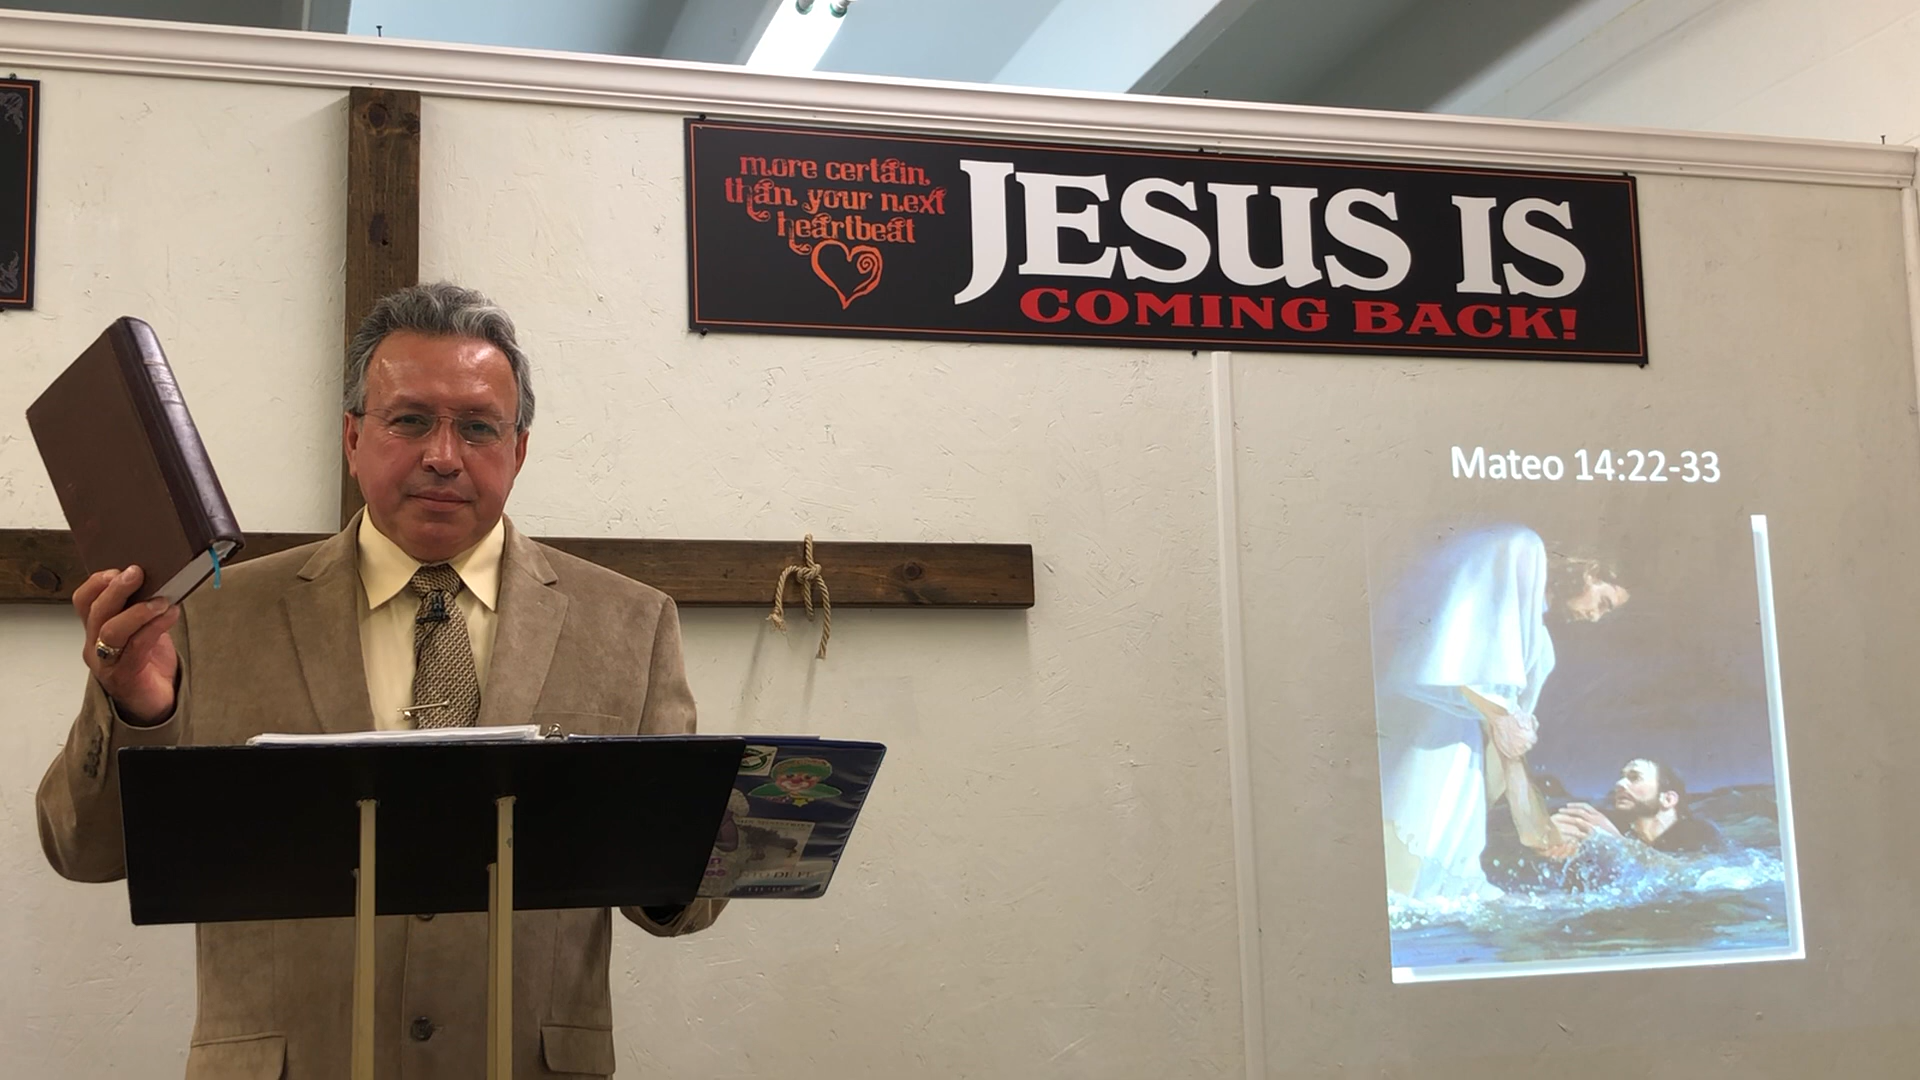 more certain
than your next
heartbeat
JESUS IS
COMING BACK!
Mateo 14:22-33